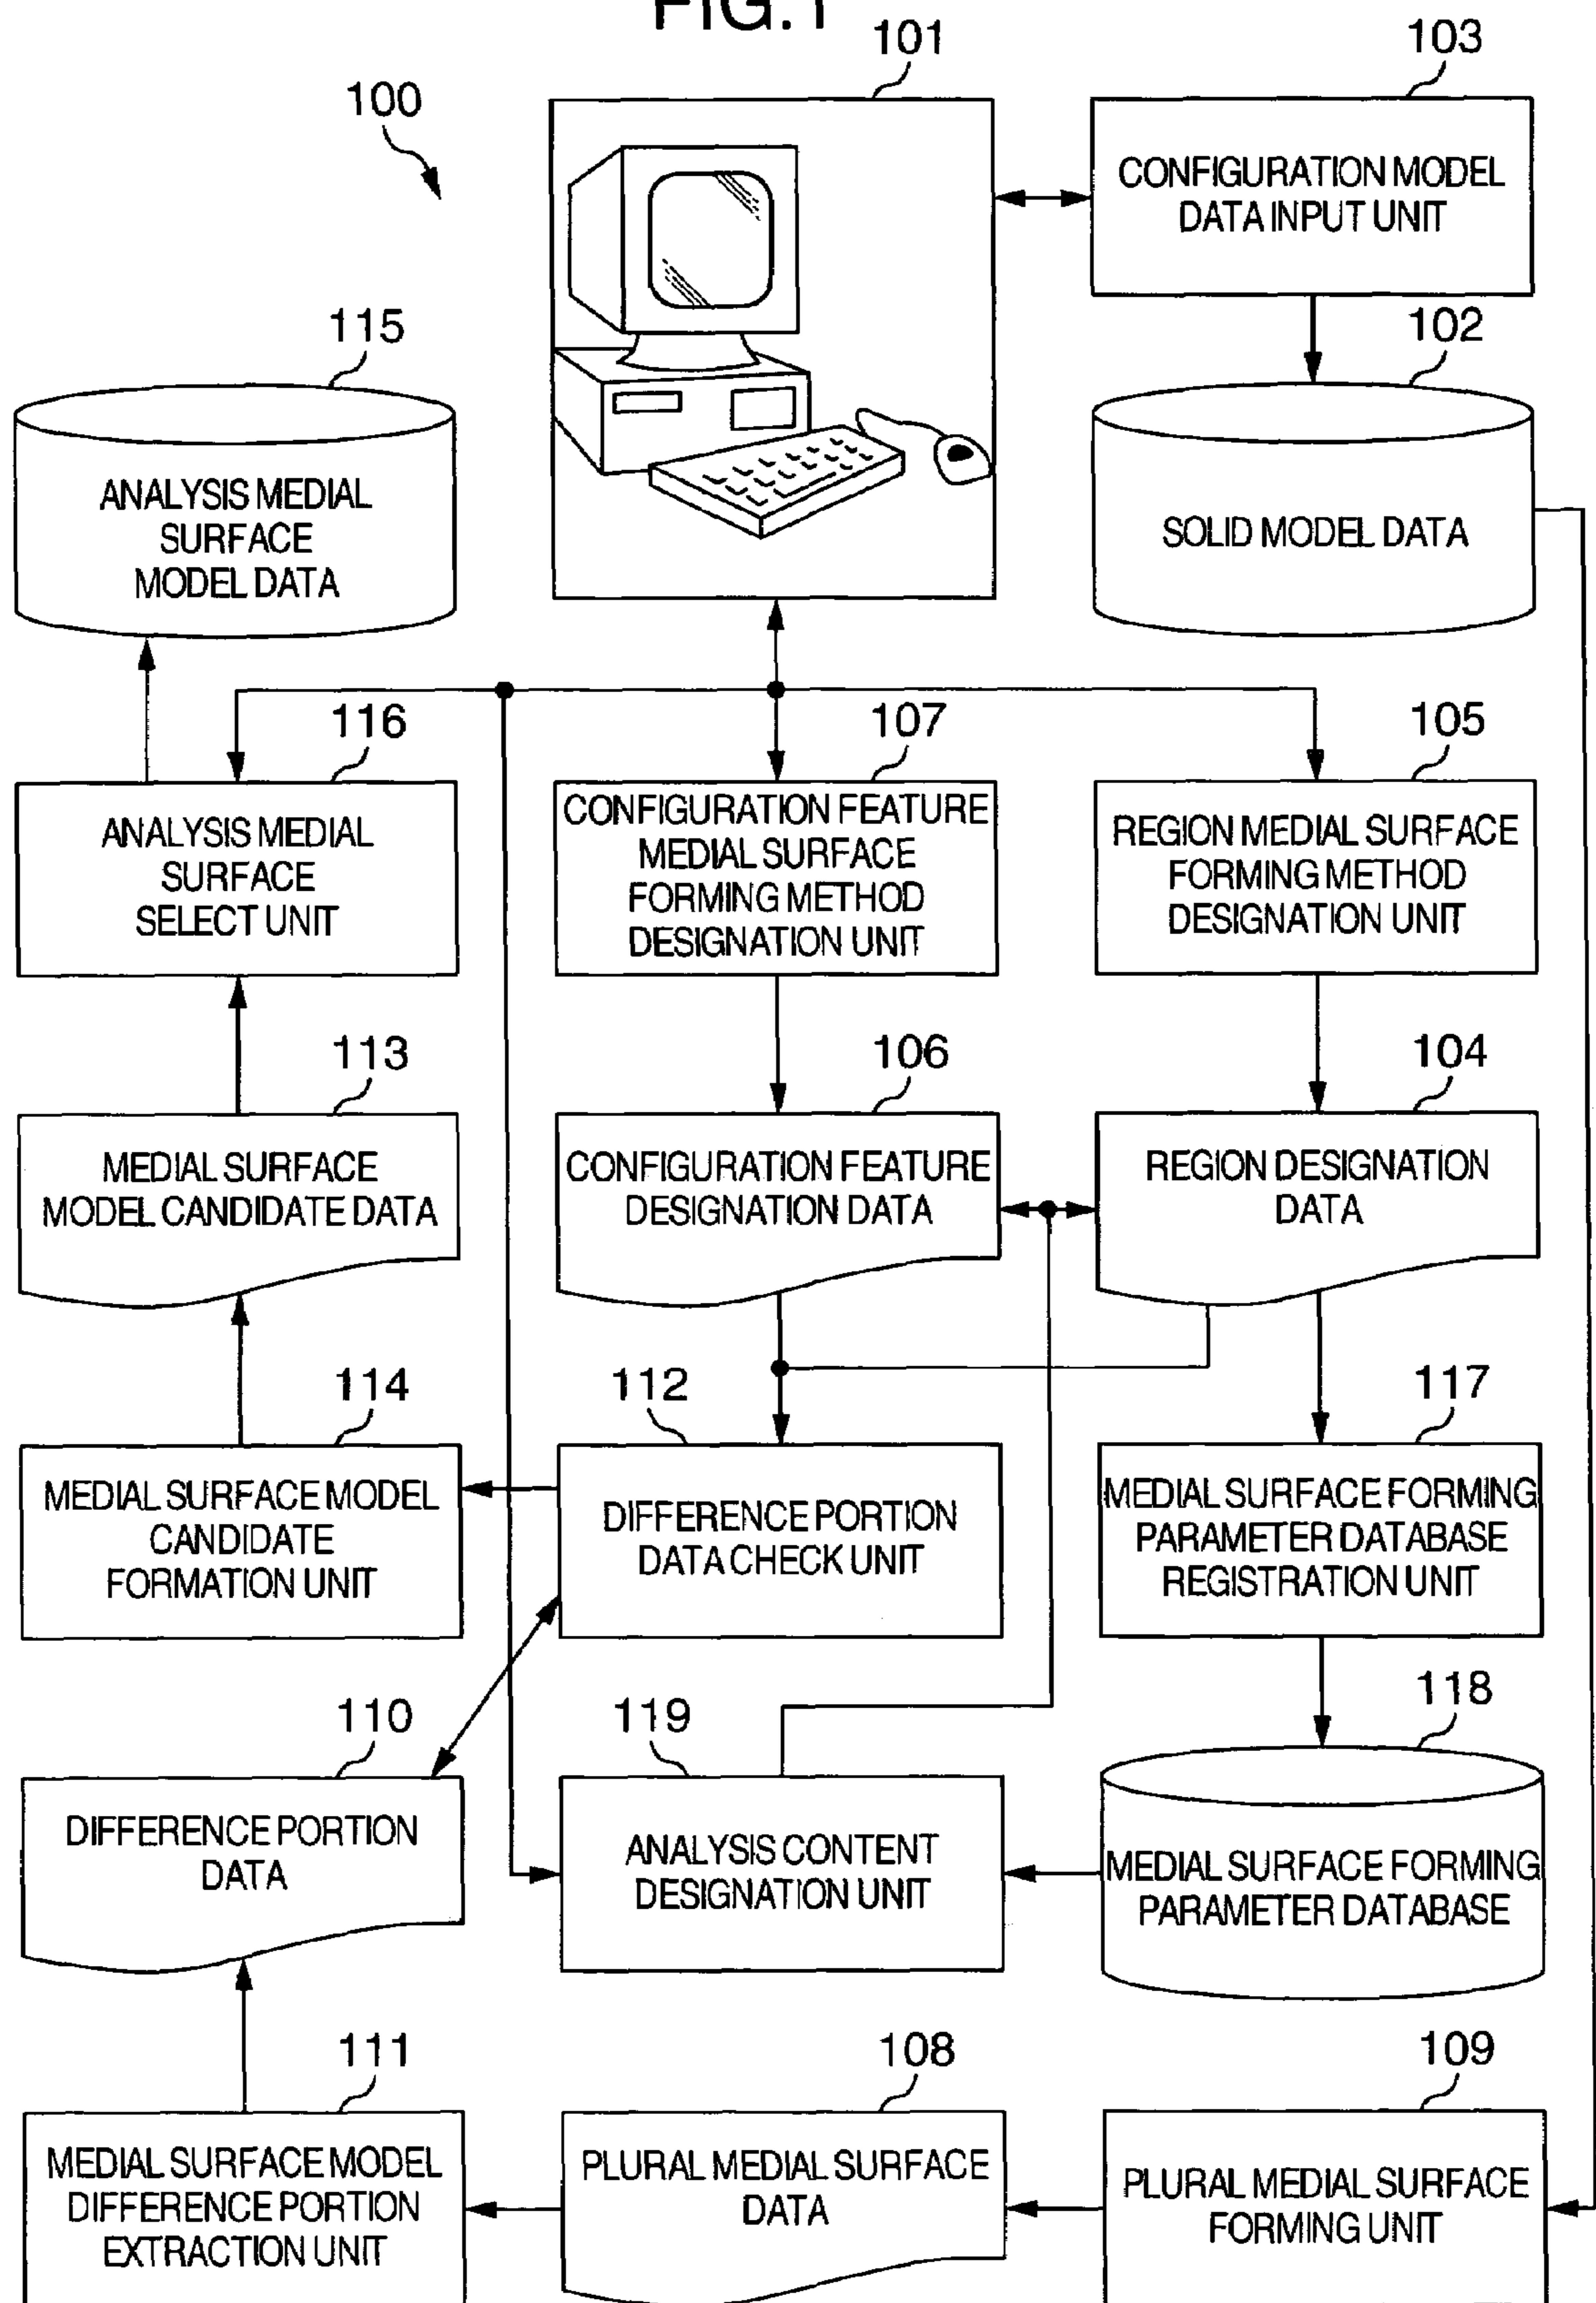 FIG.1
101
103
100
CONFIGURATION MODEL
DATA INPUT UNIT
115
102
ANALYSIS MEDIAL
SURFACE
MODEL DATA
SOLID MODEL DATA
116
107
105
ANALYSIS MEDIAL
SURFACE
SELECT UNIT
CONFIGURATION FEATURE
MEDIAL SURFACE
FORMING METHOD
DESIGNATION UNIT
REGION MEDIAL SURFACE
FORMING METHOD
DESIGNATION UNIT
113
106
104
MEDIAL SURFACE
MODEL CANDIDATE DATA
CONFIGURATION FEATURE
DESIGNATION DATA
REGION DESIGNATION
DATA
114
112
117
MEDIAL SURFACE MODEL
CANDIDATE
FORMATION UNIT
DIFFERENCE PORTION
DATA CHECK UNIT
MEDIAL SURFACE FORMING
PARAMETER DATABASE
REGISTRATION UNIT
110
119
118
DIFFERENCE PORTION
DATA
ANALYSIS CONTENT
DESIGNATION UNIT
MEDIAL SURFACE FORMING
PARAMETER DATABASE
111
108
109
MEDIAL SURFACE MODEL
DIFFERENCE PORTION
EXTRACTION UNIT
PLURAL MEDIAL SURFACE
DATA
PLURAL MEDIAL SURFACE
FORMING UNIT